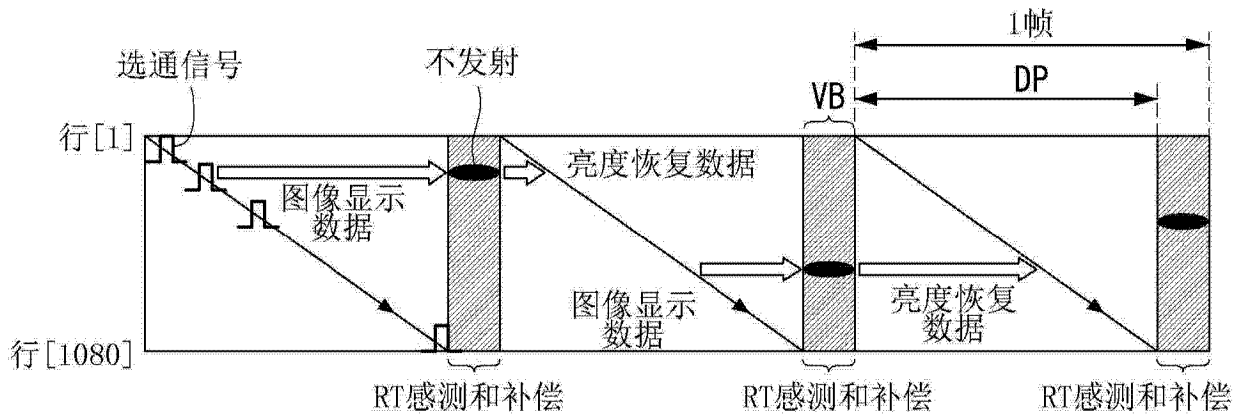 1帧
选通信号
不发射
VB
DP
行[1]
亮度恢复数据
图像显示
数据
图像显示
数据
亮度恢复
数据
行[1080]
RT感测和补偿
RT感测和补偿
RT感测和补偿